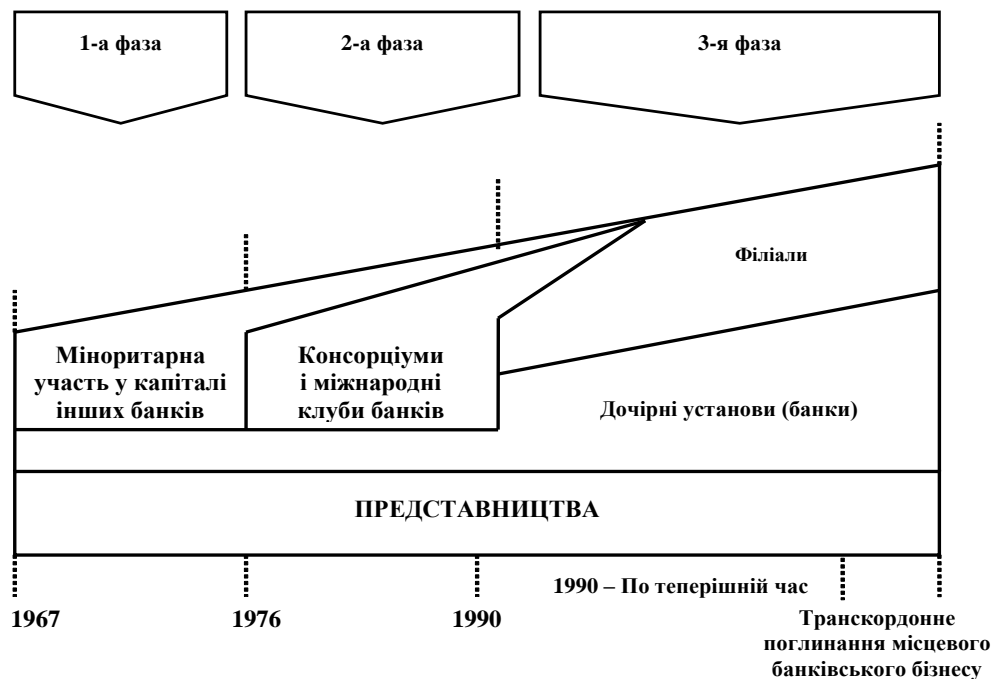 1-а фаза
2-а фаза
3-я фаза
Філіали
Міноритарна
участь у капіталі
інших банків
Консорціуми
і міжнародні
клуби банків
Дочірні установи (банки)
ПРЕДСТАВНИЦТВА
1990 – По теперішній час
1967
1976
1990
Транскордонне
поглинання місцевого
банківського бізнесу